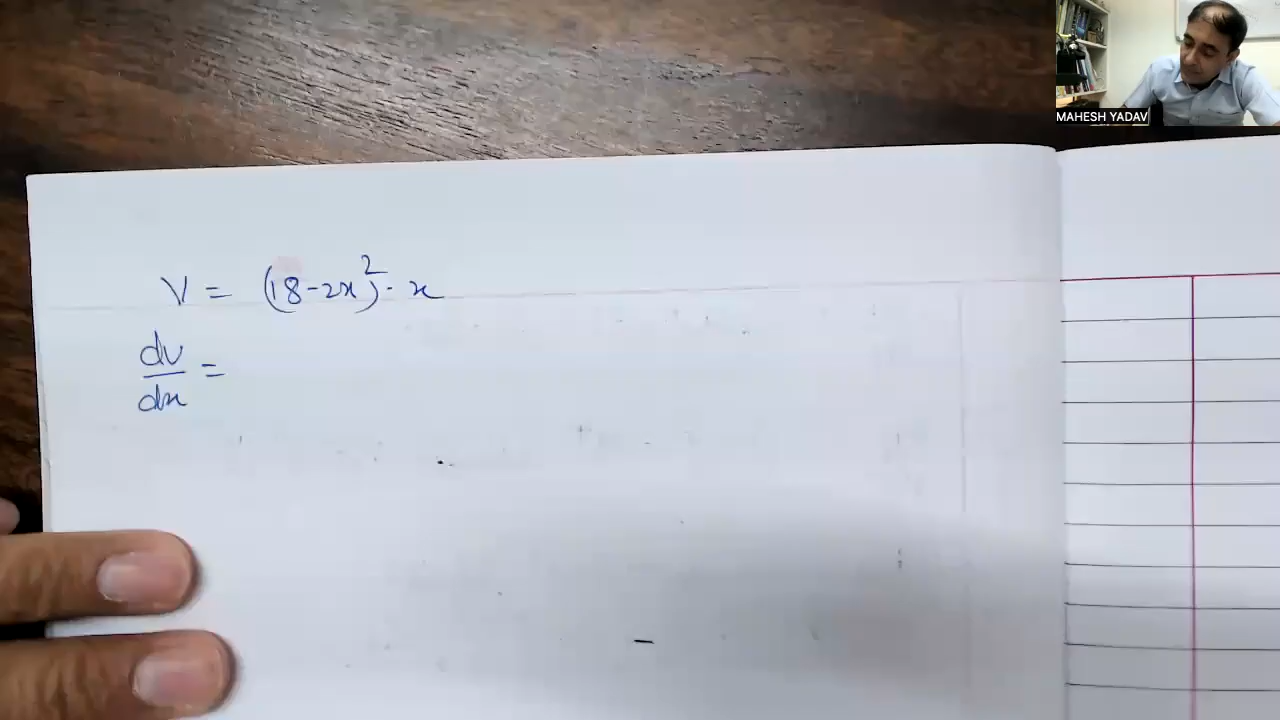 MAHESH YADAV
V = (18-2x)² · x
dv/dx =